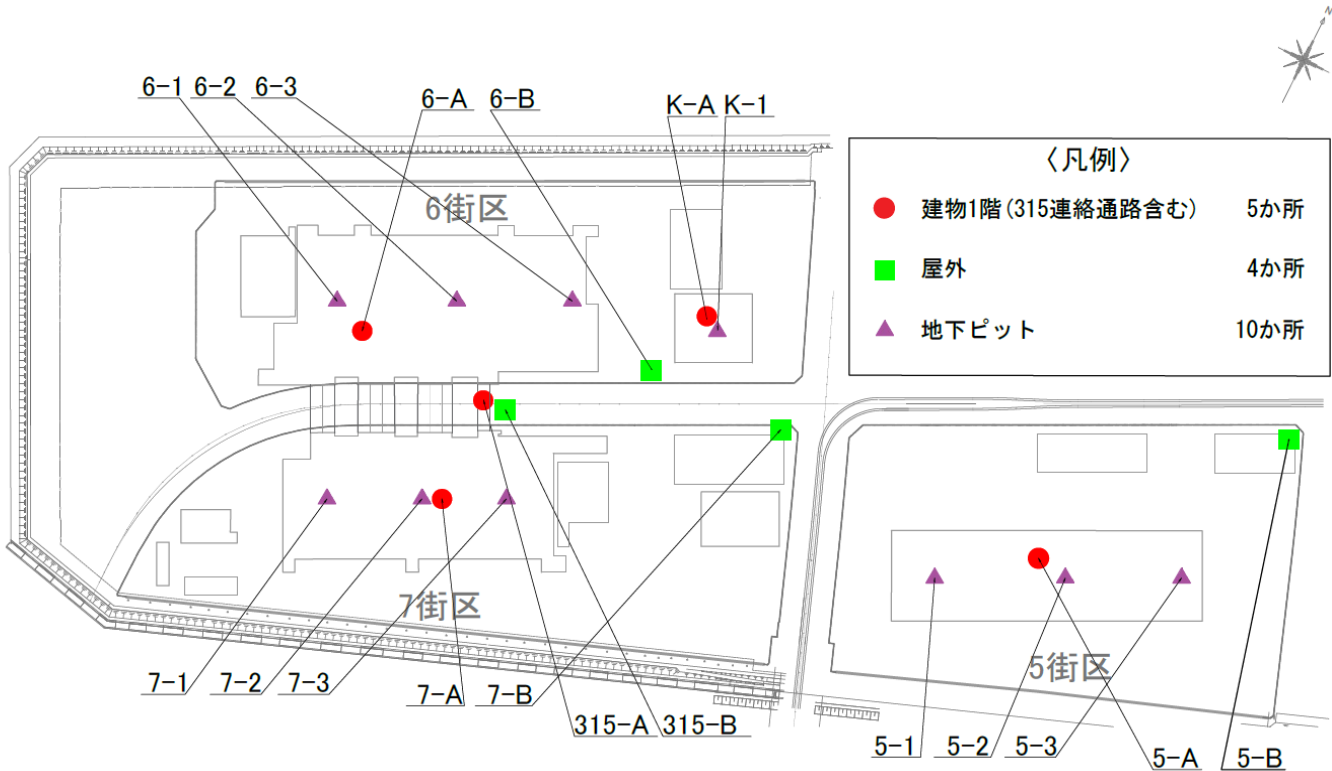 N
6-1 6-2 6-3 6-A 6-B K-A K-1
〈凡例〉
建物1階(315連絡通路含む) 5か所
屋外 4か所
地下ピット 10か所
6街区
7街区
5街区
7-1 7-2 7-3 7-A 7-B
315-A 315-B
5-1 5-2 5-3 5-A 5-B